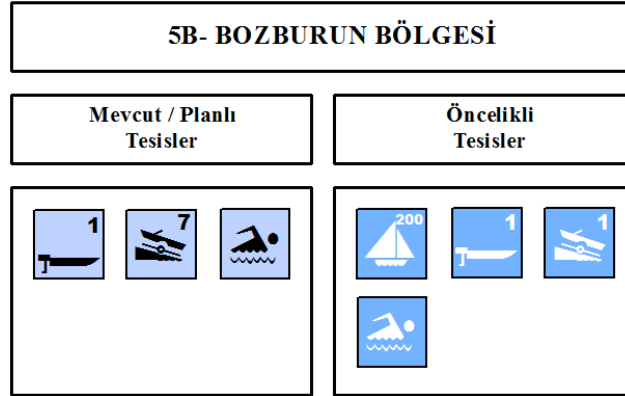 5B- BOZBURUN BÖLGESİ
Mevcut / Planlı
Tesisler
Öncelikli
Tesisler
1
7
200
1
1